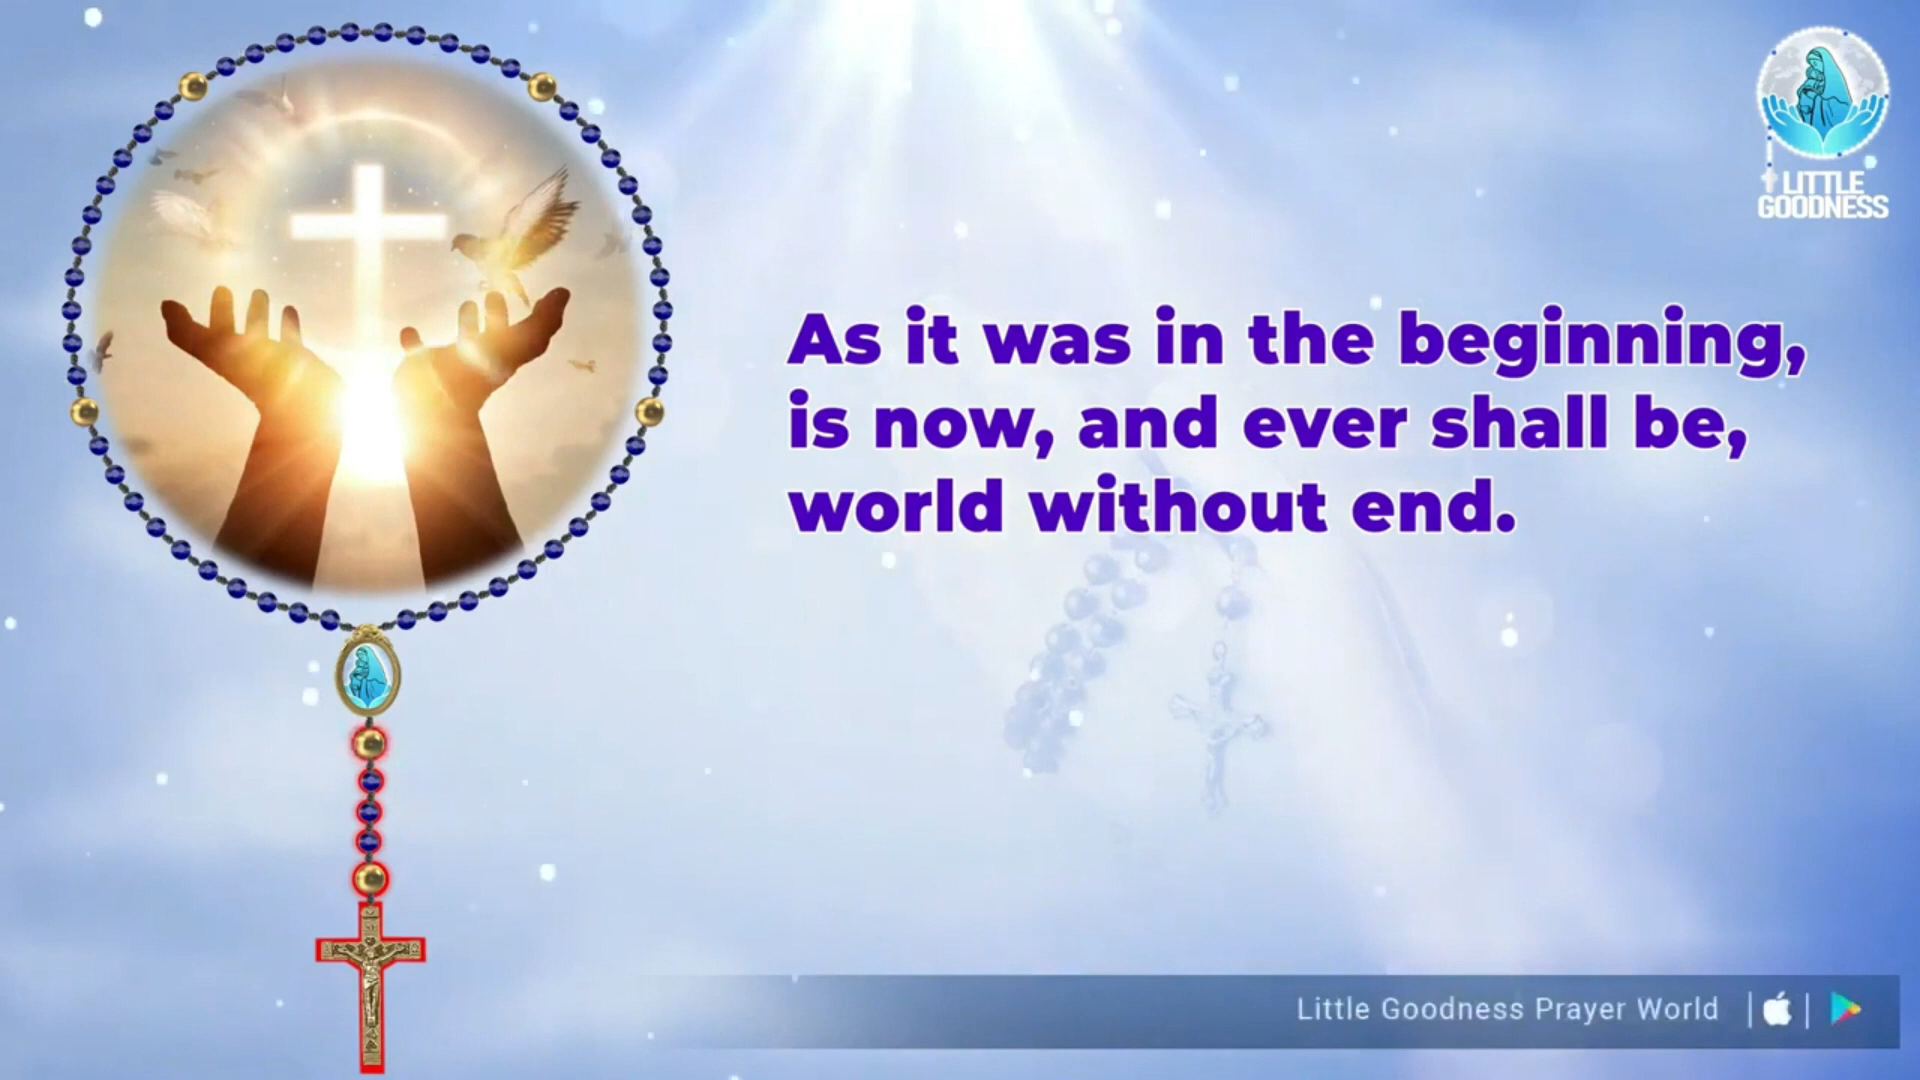 LITTLE
GOODNESS
As it was in the beginning,
is now, and ever shall be,
world without end.
Little Goodness Prayer World